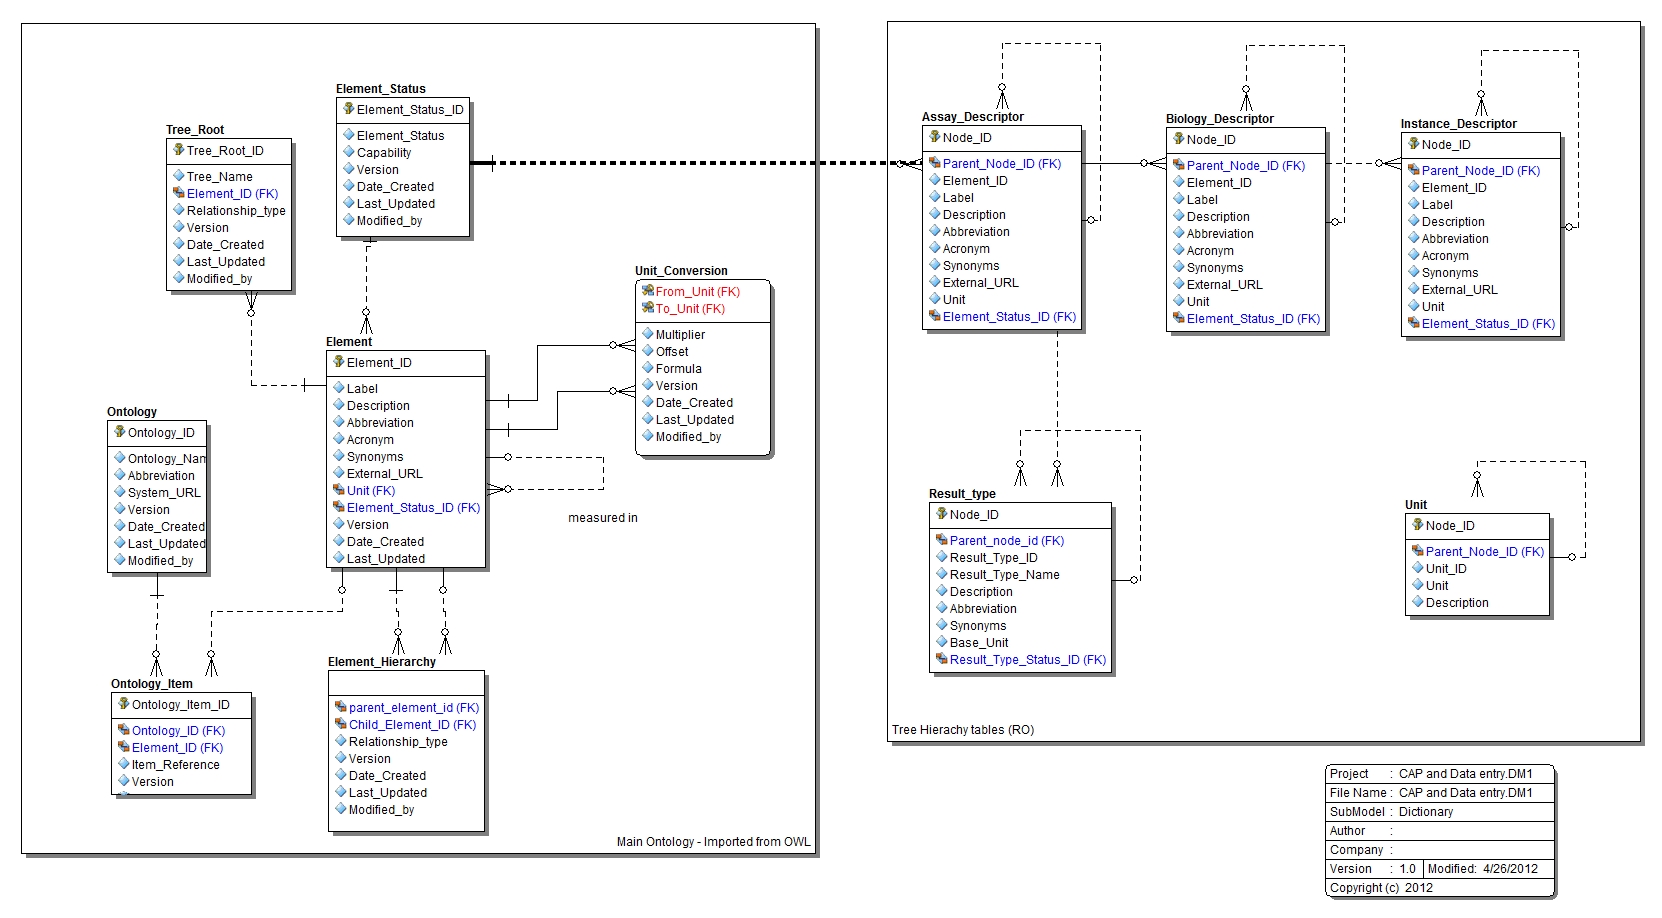 Element_Status
Element_Status_ID
Element_Status
Capability
Version
Date_Created
Last_Updated
Modified_by
Tree_Root
Tree_Root_ID
Tree_Name
Element_ID (FK)
Relationship_type
Version
Date_Created
Last_Updated
Modified_by
Unit_Conversion
From_Unit (FK)
To_Unit (FK)
Multiplier
Offset
Formula
Version
Date_Created
Last_Updated
Modified_by
Element
Element_ID
Label
Description
Abbreviation
Acronym
Synonyms
External_URL
Unit (FK)
Element_Status_ID (FK)
Version
Date_Created
Last_Updated
measured in
Ontology
Ontology_ID
Ontology_Nam
Abbreviation
System_URL
Version
Date_Created
Last_Updated
Modified_by
Ontology_Item
Ontology_Item_ID
Ontology_ID (FK)
Element_ID (FK)
Item_Reference
Version
Element_Hierarchy
parent_element_id (FK)
Child_Element_ID (FK)
Relationship_type
Version
Date_Created
Last_Updated
Modified_by
Main Ontology - Imported from OWL
Assay_Descriptor
Node_ID
Parent_Node_ID (FK)
Element_ID
Label
Description
Abbreviation
Acronym
Synonyms
External_URL
Unit
Element_Status_ID (FK)
Biology_Descriptor
Node_ID
Parent_Node_ID (FK)
Element_ID
Label
Description
Abbreviation
Acronym
Synonyms
External_URL
Unit
Element_Status_ID (FK)
Instance_Descriptor
Node_ID
Parent_Node_ID (FK)
Element_ID
Label
Description
Abbreviation
Acronym
Synonyms
External_URL
Unit
Element_Status_ID (FK)
Result_type
Node_ID
Parent_node_id (FK)
Result_Type_ID
Result_Type_Name
Description
Abbreviation
Synonyms
Base_Unit
Result_Type_Status_ID (FK)
Unit
Node_ID
Parent_Node_ID (FK)
Unit_ID
Unit
Description
Tree Hierachy tables (RO)
Project : CAP and Data entry.DM1
File Name : CAP and Data entry.DM1
SubModel : Dictionary
Author :
Company :
Version : 1.0 Modified: 4/26/2012
Copyright (c) 2012